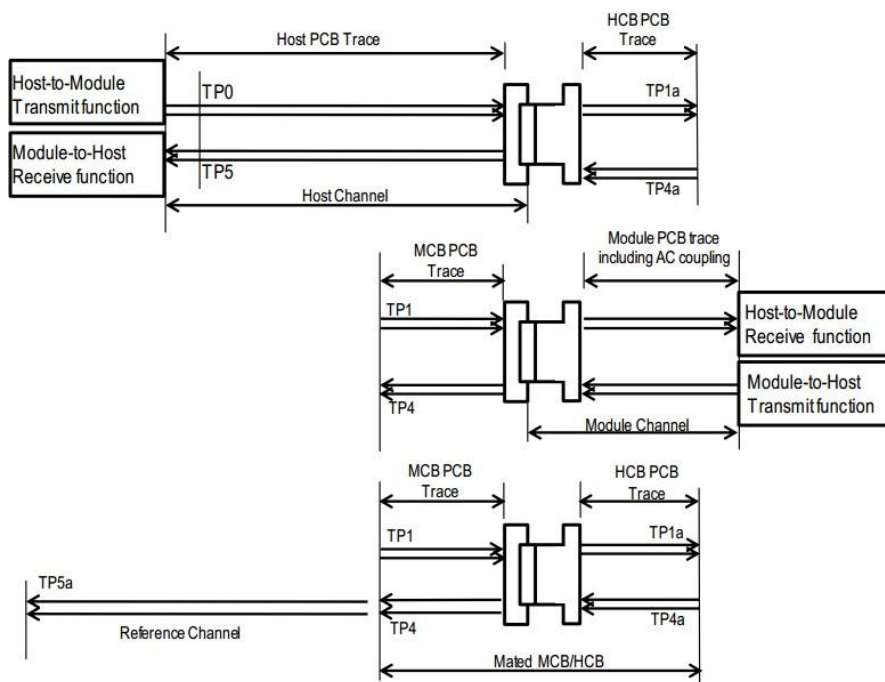 Host PCB Trace
HCB PCB
Trace
Host-to-Module
Transmit function
TP0
TP1a
Module-to-Host
Receive function
TP5
TP4a
Host Channel
MCB PCB
Trace
Module PCB trace
including AC coupling
TP1
Host-to-Module
Receive function
TP4
Module-to-Host
Transmit function
Module Channel
MCB PCB
Trace
HCB PCB
Trace
TP1
TP1a
TP5a
TP4
TP4a
Reference Channel
Mated MCB/HCB